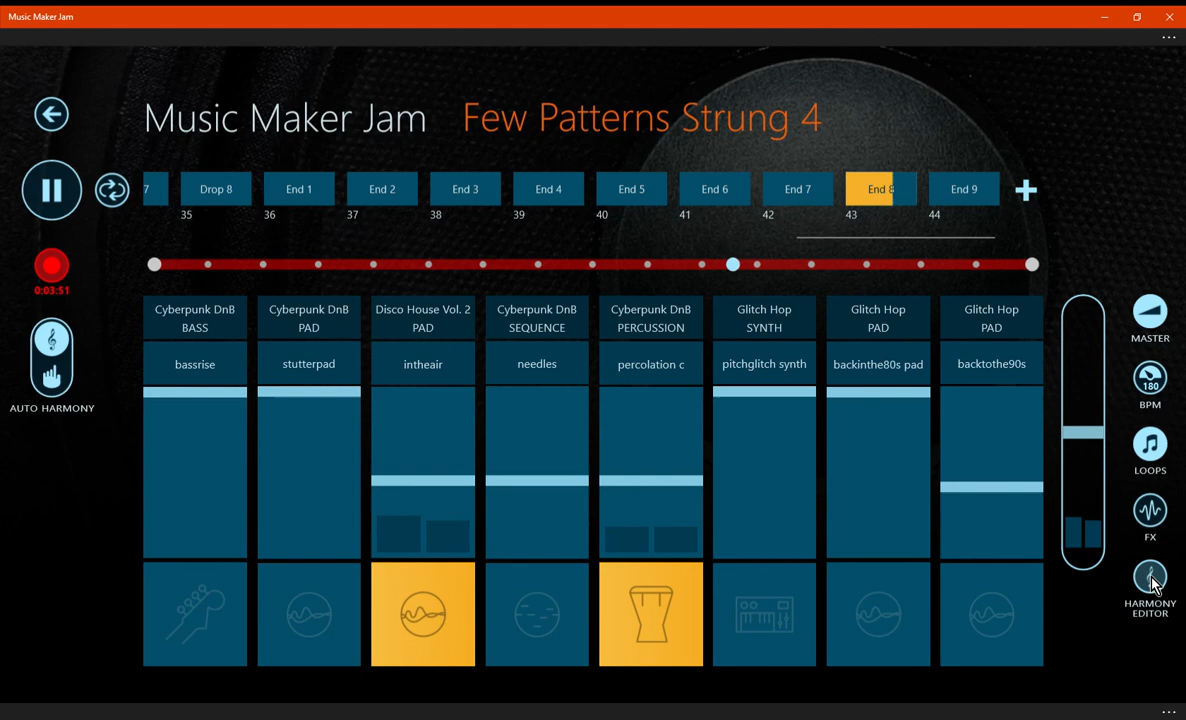 Music Maker Jam
Music Maker Jam Few Patterns Strung 4
7 Drop 8 End 1 End 2 End 3 End 4 End 5 End 6 End 7 End 8 End 9
35 36 37 38 39 40 41 42 43 44
0:03:51
AUTO HARMONY
Cyberpunk DnB
BASS
bassrise
Cyberpunk DnB
PAD
stutterpad
Disco House Vol. 2
PAD
intheair
Cyberpunk DnB
SEQUENCE
needles
Cyberpunk DnB
PERCUSSION
percolation c
Glitch Hop
SYNTH
pitchglitch synth
Glitch Hop
PAD
backinthe80s pad
Glitch Hop
PAD
backtothe90s
MASTER
180
BPM
LOOPS
FX
HARMONY
EDITOR